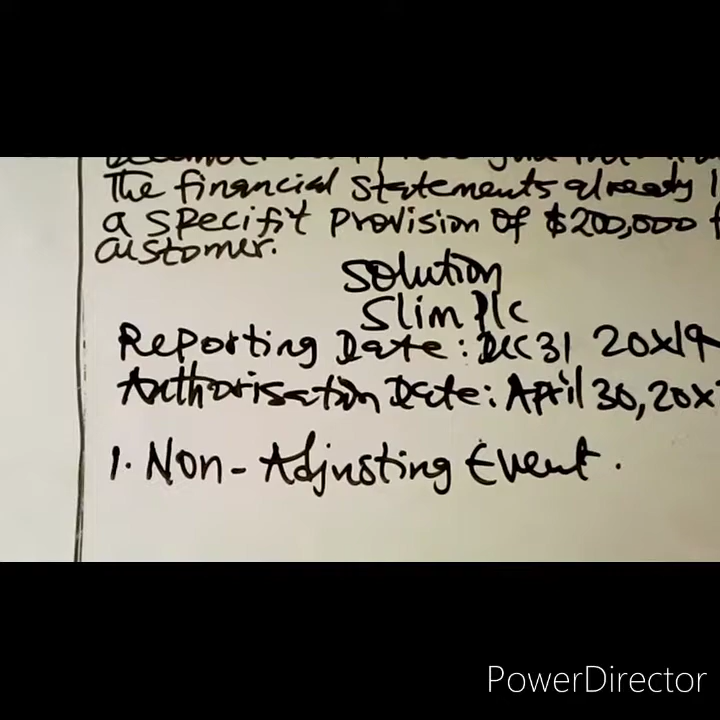 The financial statements already
a specifit provision of $200,000
customer.
Solution
Slim Plc
Reporting Date: Dec 31 20x19
Authorisation Date: April 30, 20x
1. Non-Adjusting Event.
PowerDirector